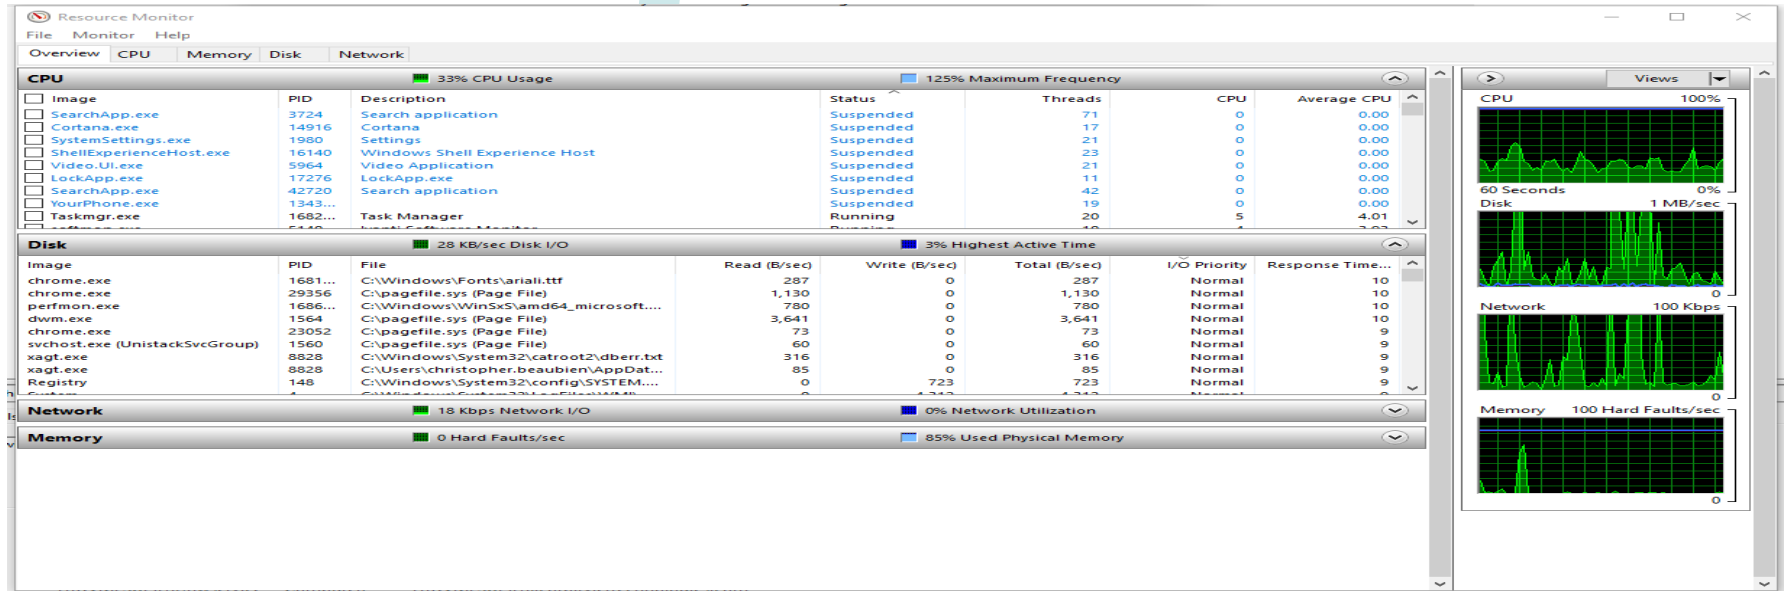 Resource Monitor
File Monitor Help
Overview CPU Memory Disk Network
CPU 33% CPU Usage 125% Maximum Frequency
Image PID Description Status Threads CPU Average CPU
SearchApp.exe 3724 Search application Suspended 71 0 0.00
Cortana.exe 14916 Cortana Suspended 17 0 0.00
SystemSettings.exe 1980 Settings Suspended 21 0 0.00
ShellExperienceHost.exe 16140 Windows Shell Experience Host Suspended 23 0 0.00
Video.UI.exe 5964 Video Application Suspended 21 0 0.00
LockApp.exe 17276 LockApp.exe Suspended 11 0 0.00
SearchApp.exe 42720 Search application Suspended 42 0 0.00
YourPhone.exe 1343... Suspended 19 0 0.00
Taskmgr.exe 1682... Task Manager Running 20 5 4.01
Disk 28 KB/sec Disk I/O 3% Highest Active Time
Image PID File Read (B/sec) Write (B/sec) Total (B/sec) I/O Priority Response Time...
chrome.exe 1681... C:\Windows\Fonts\ariali.ttf 287 0 287 Normal 10
chrome.exe 29356 C:\pagefile.sys (Page File) 1,130 0 1,130 Normal 10
perfmon.exe 1686... C:\Windows\WinSxS\amd64_microsoft.... 780 0 780 Normal 10
dwm.exe 1564 C:\pagefile.sys (Page File) 3,641 0 3,641 Normal 10
chrome.exe 23052 C:\pagefile.sys (Page File) 73 0 73 Normal 9
svchost.exe (UnistackSvcGroup) 1560 C:\pagefile.sys (Page File) 60 0 60 Normal 9
xagt.exe 8828 C:\Windows\System32\catroot2\dberr.txt 316 0 316 Normal 9
xagt.exe 8828 C:\Users\christopher.beaubien\AppDat... 85 0 85 Normal 9
Registry 148 C:\Windows\System32\config\SYSTEM.... 0 723 723 Normal 9
Network 18 Kbps Network I/O 0% Network Utilization
Memory 0 Hard Faults/sec 85% Used Physical Memory
Views
CPU 100%
60 Seconds 0%
Disk 1 MB/sec
0
Network 100 Kbps
0
Memory 100 Hard Faults/sec
0